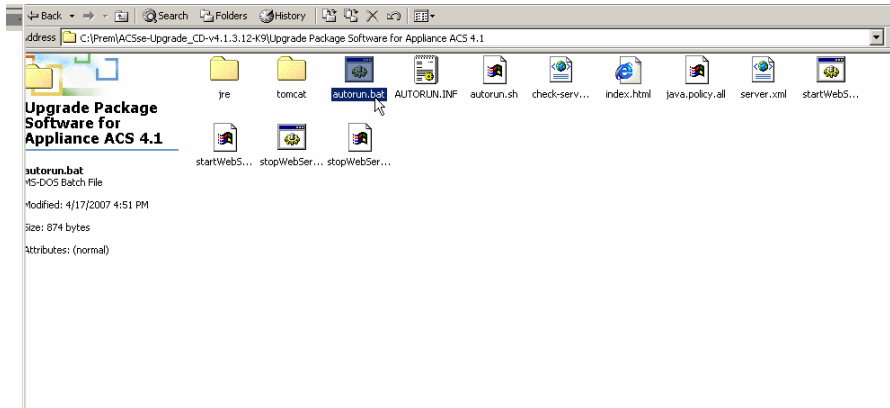 Back Search Folders History
Address C:\Prem\ACSse-Upgrade_CD-v4.1.3.12-K9\Upgrade Package Software for Appliance ACS 4.1
Upgrade Package
Software for
Appliance ACS 4.1
autorun.bat
MS-DOS Batch File
Modified: 4/17/2007 4:51 PM
Size: 874 bytes
Attributes: (normal)
jre tomcat autorun.bat AUTORUN.INF autorun.sh check-serv... index.html java.policy.all server.xml startWebS...
startWebS... stopWebSer... stopWebSer...